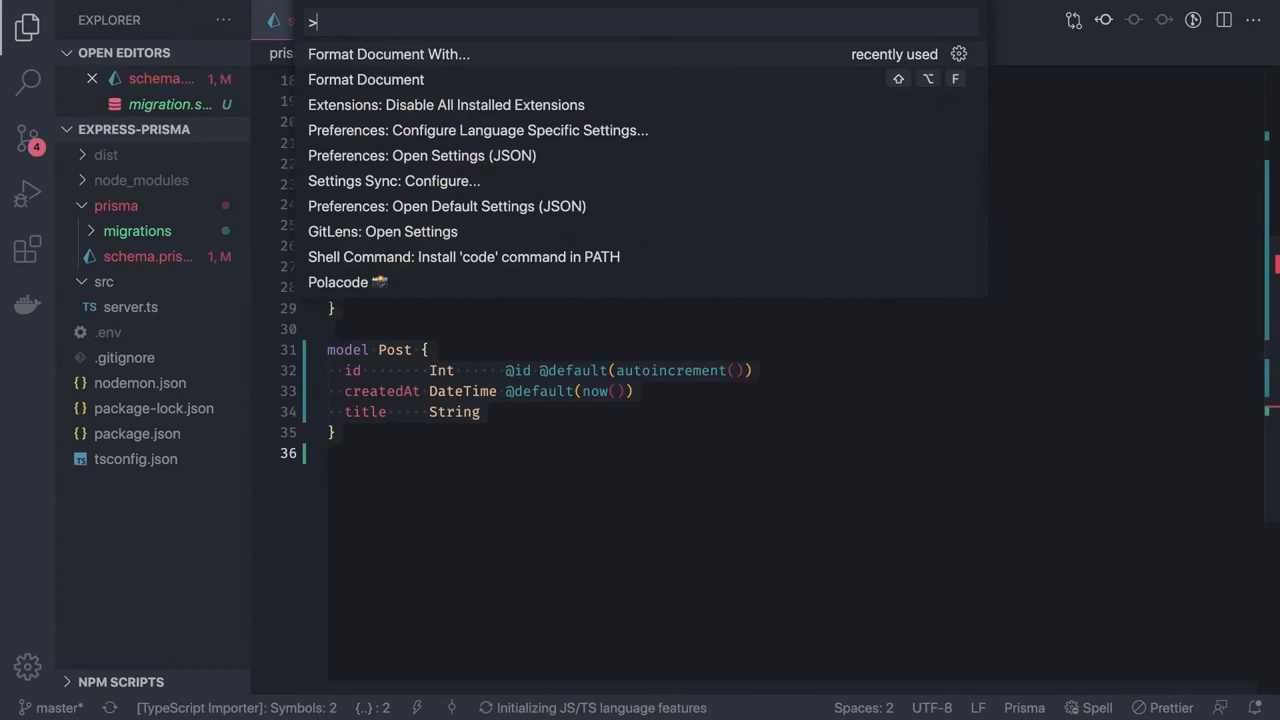 EXPLORER
OPEN EDITORS
schema.... 1, M
migration.s... U
EXPRESS-PRISMA
dist
node_modules
prisma
migrations
schema.pris... 1, M
src
TS server.ts
.env
.gitignore
{} nodemon.json
{} package-lock.json
{} package.json
TS tsconfig.json
NPM SCRIPTS
4
>
Format Document With... recently used
Format Document ⇧ ⌥ F
Extensions: Disable All Installed Extensions
Preferences: Configure Language Specific Settings...
Preferences: Open Settings (JSON)
Settings Sync: Configure...
Preferences: Open Default Settings (JSON)
GitLens: Open Settings
Shell Command: Install 'code' command in PATH
Polacode 📸
29 }
30
31 model Post {
32 id Int @id @default(autoincrement())
33 createdAt DateTime @default(now())
34 title String
35 }
36
master* [TypeScript Importer]: Symbols: 2 {..} : 2 Initializing JS/TS language features Spaces: 2 UTF-8 LF Prisma Spell Prettier